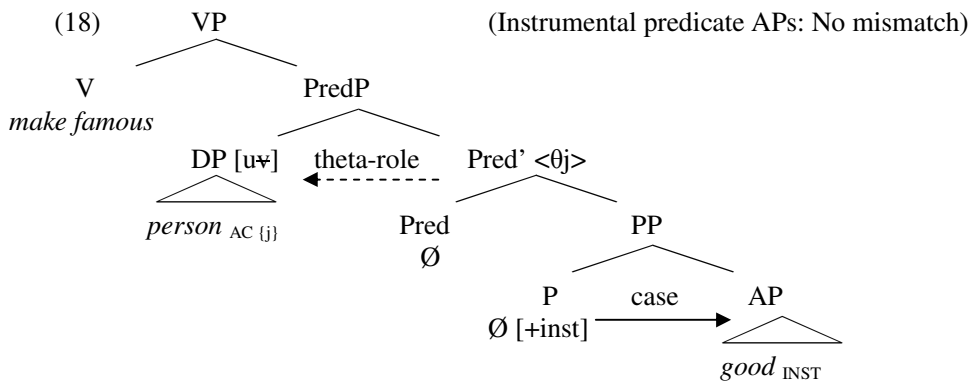 (18) VP (Instrumental predicate APs: No mismatch)
V PredP
make famous
DP [uv] theta-role Pred’ <θj>
person AC {j} Pred PP
Ø
P case AP
Ø [+inst]
good INST